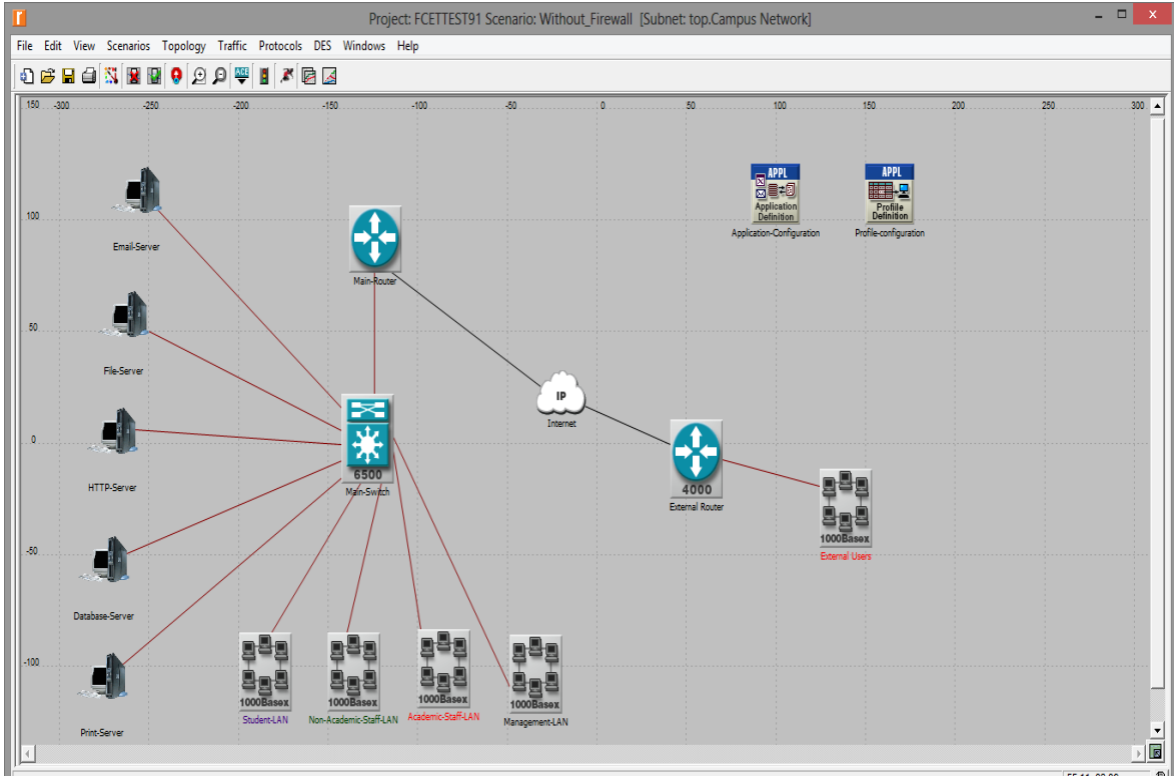 Project: FCETTEST91 Scenario: Without_Firewall [Subnet: top.Campus Network]
File Edit View Scenarios Topology Traffic Protocols DES Windows Help
150 -300 -250 -200 -150 -100 -50 0 50 100 150 200 250 300
100
50
0
-50
-100
Email-Server
File-Server
HTTP-Server
Database-Server
Print-Server
Main-Router
6500
Main-Switch
IP
Internet
4000
External Router
1000Basex
External Users
APPL
Application
Definition
Application-Configuration
APPL
Profile
Definition
Profile-configuration
1000Basex
Student-LAN
1000Basex
Non-Academic-Staff-LAN
1000Basex
Academic-Staff-LAN
1000Basex
Management-LAN